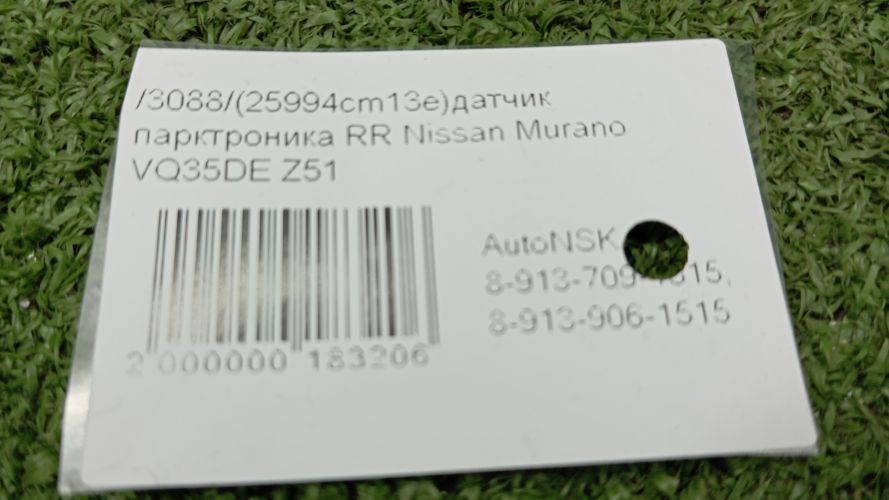 /3088/(25994cm13e)датчик
парктроника RR Nissan Murano
VQ35DE Z51
AutoNSK
8-913-906-1515
2 000000 183206